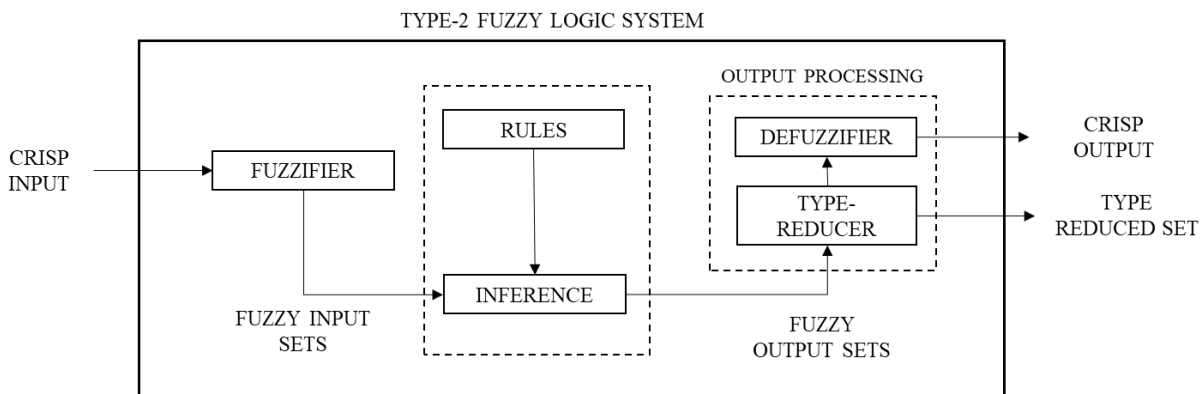 TYPE-2 FUZZY LOGIC SYSTEM
OUTPUT PROCESSING
RULES
DEFUZZIFIER
CRISP
OUTPUT
CRISP
INPUT
FUZZIFIER
TYPE-
REDUCER
TYPE
REDUCED SET
INFERENCE
FUZZY INPUT
SETS
FUZZY
OUTPUT SETS